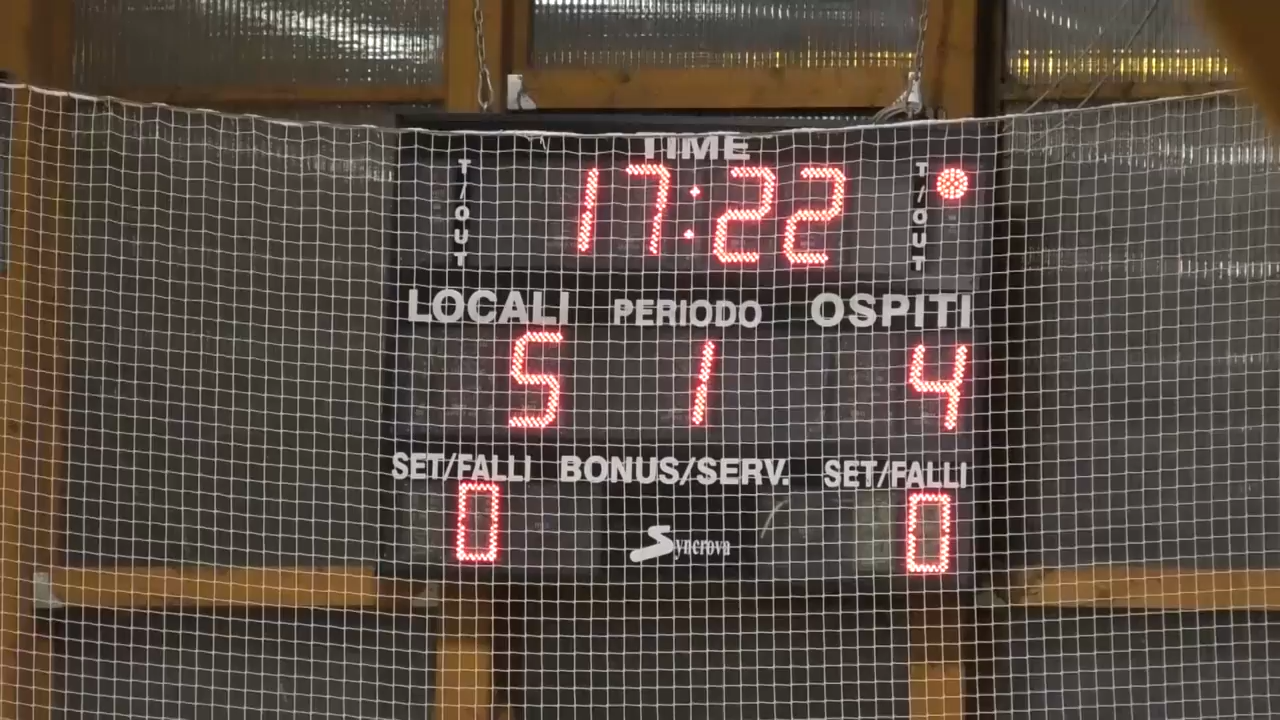 TIME
T/OUT 17:22 T/OUT
LOCALI PERIODO OSPITI
5 1 4
SET/FALLI BONUS/SERV. SET/FALLI
0 0
Syncrova